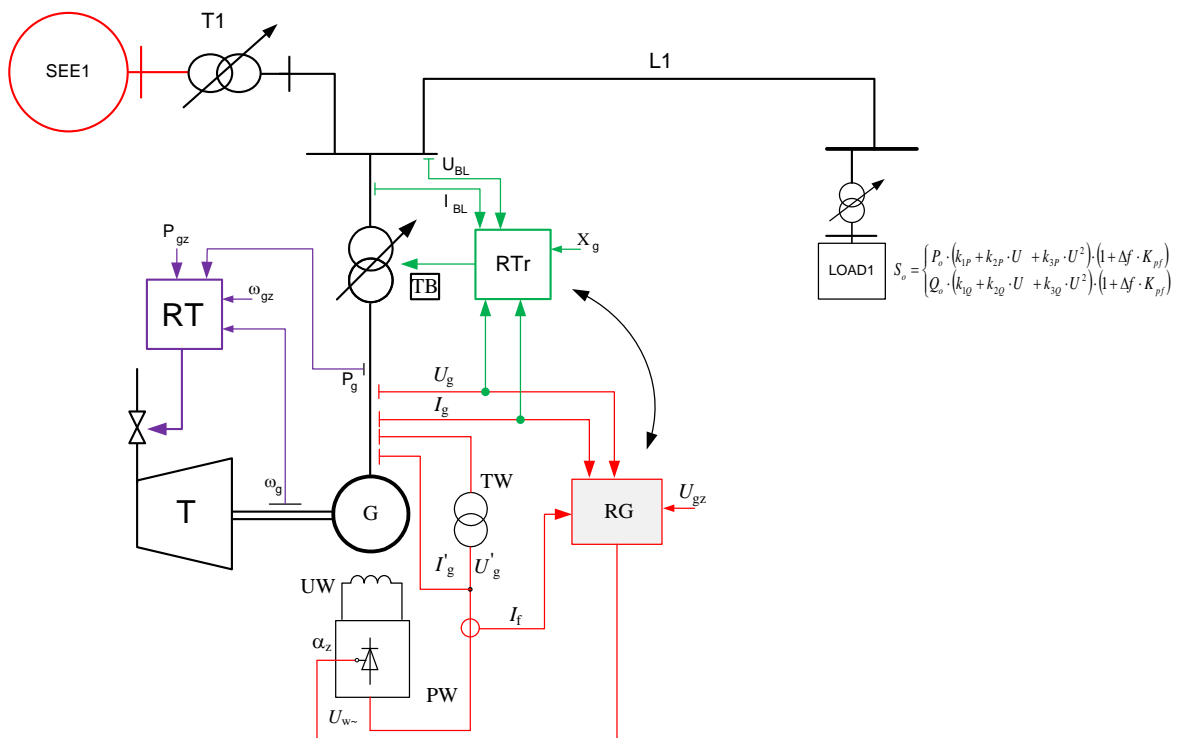 T1
SEE1
L1
U_BL
I_BL
P_gz
X_g
RTr
TB
ω_gz
RT
LOAD1
S_o = { P_o · (k_1P + k_2P · U + k_3P · U^2) · (1 + Δf · K_pf)
Q_o · (k_1Q + k_2Q · U + k_3Q · U^2) · (1 + Δf · K_pf)
P_g
U_g
I_g
TW
ω_g
T
G
U_gz
RG
I'_g
U'_g
UW
I_f
α_z
PW
U_w~